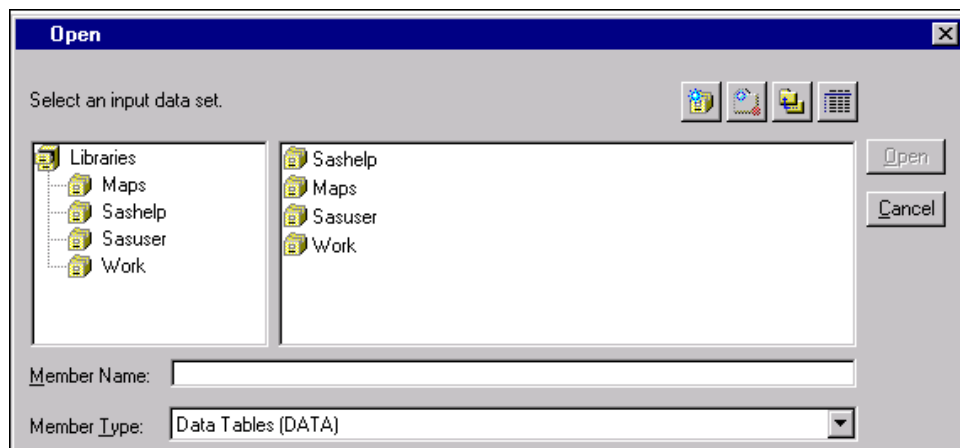 Open
Select an input data set.
Libraries
Maps
Sashelp
Sasuser
Work
Sashelp
Maps
Sasuser
Work
Open
Cancel
Member Name:
Member Type: Data Tables (DATA)